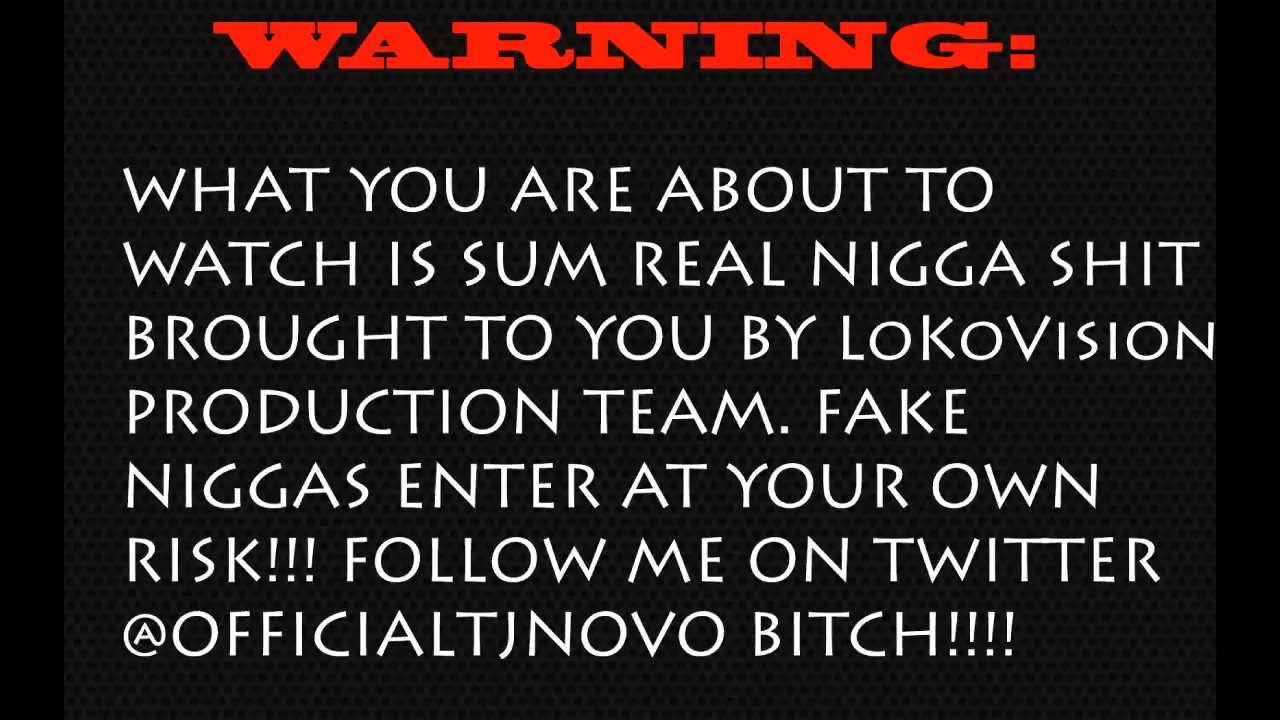 WARNING:
WHAT YOU ARE ABOUT TO
WATCH IS SUM REAL NIGGA SHIT
BROUGHT TO YOU BY LoKoVision
PRODUCTION TEAM. FAKE
NIGGAS ENTER AT YOUR OWN
RISK!!! FOLLOW ME ON TWITTER
@OFFICIALTJNOVO BITCH!!!!